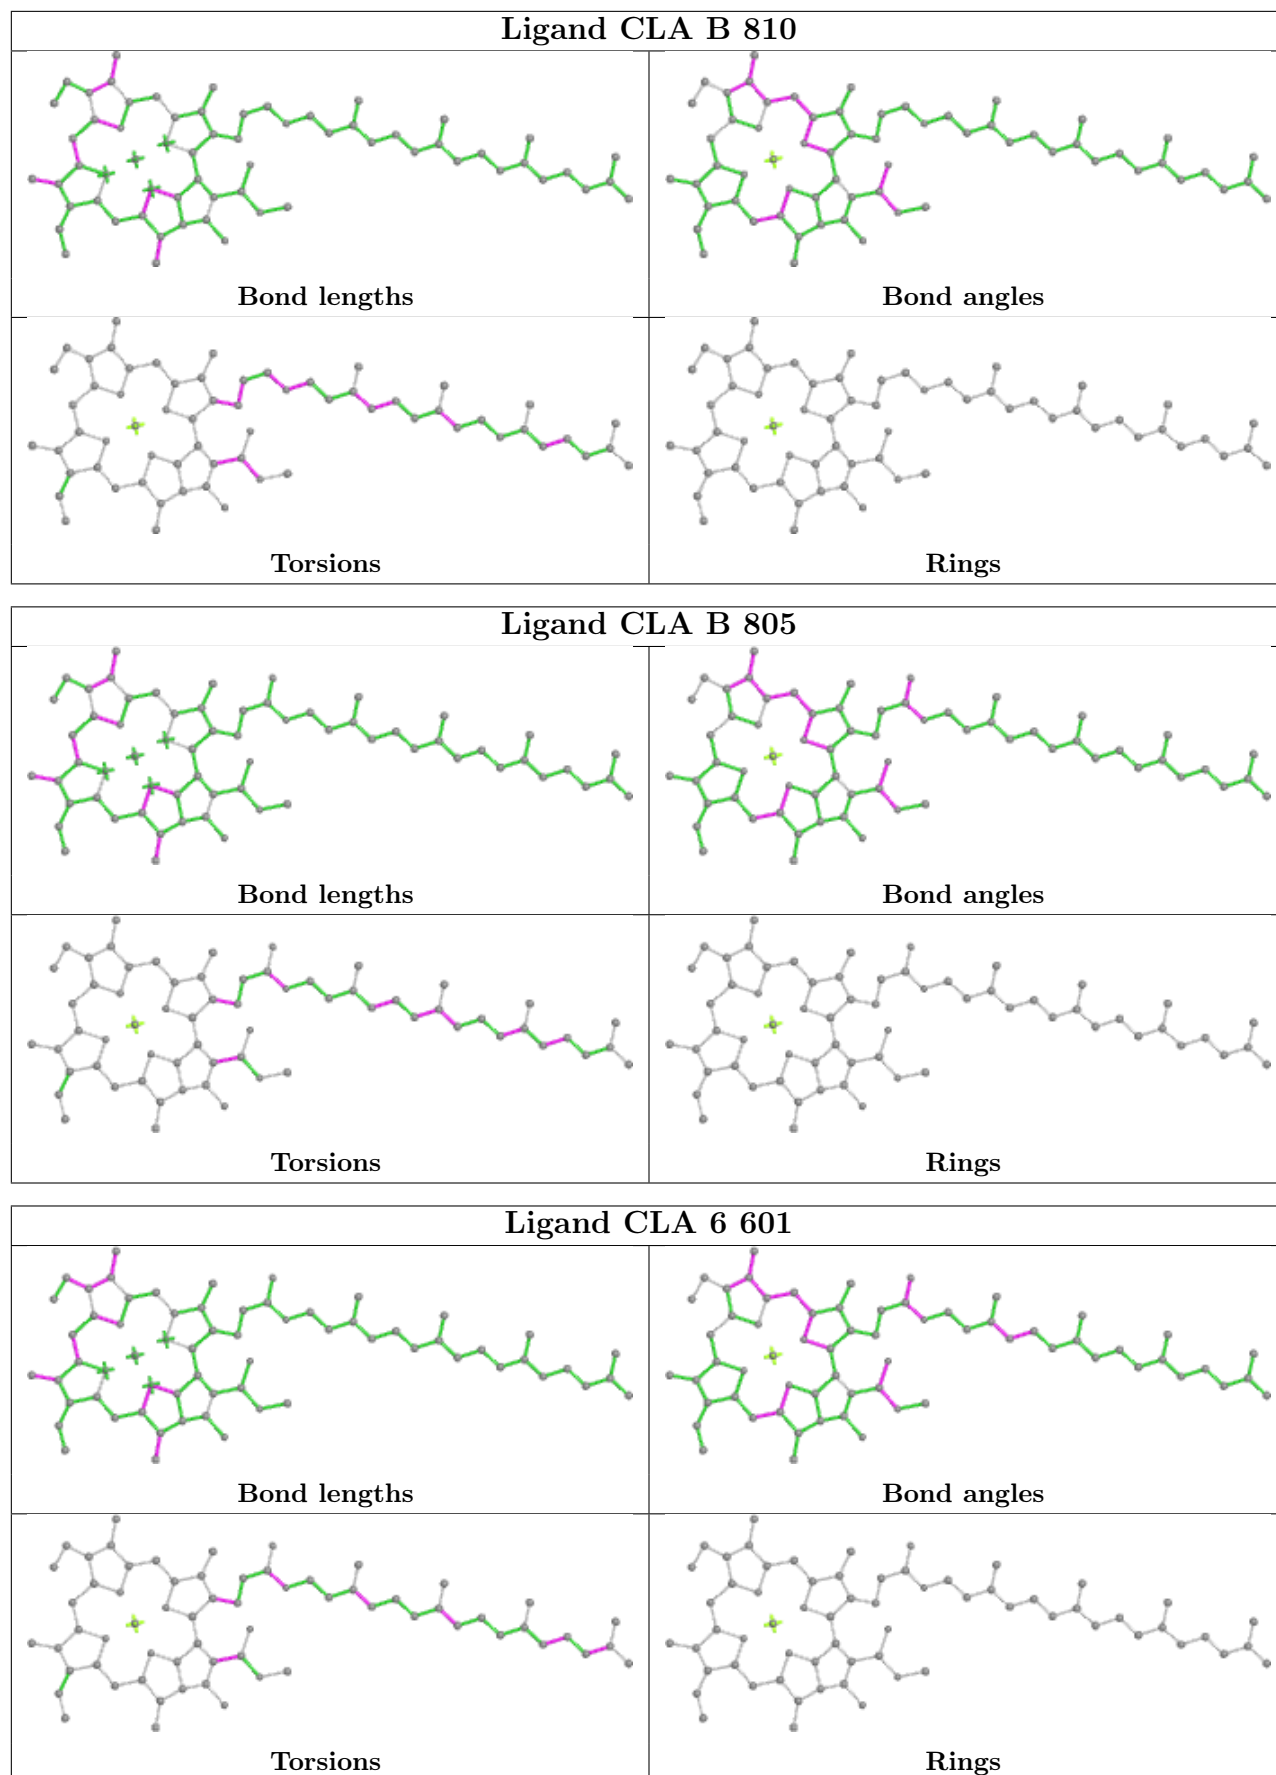 Ligand CLA B 810
Bond lengths
Bond angles
Torsions
Rings
Ligand CLA B 805
Bond lengths
Bond angles
Torsions
Rings
Ligand CLA 6 601
Bond lengths
Bond angles
Torsions
Rings